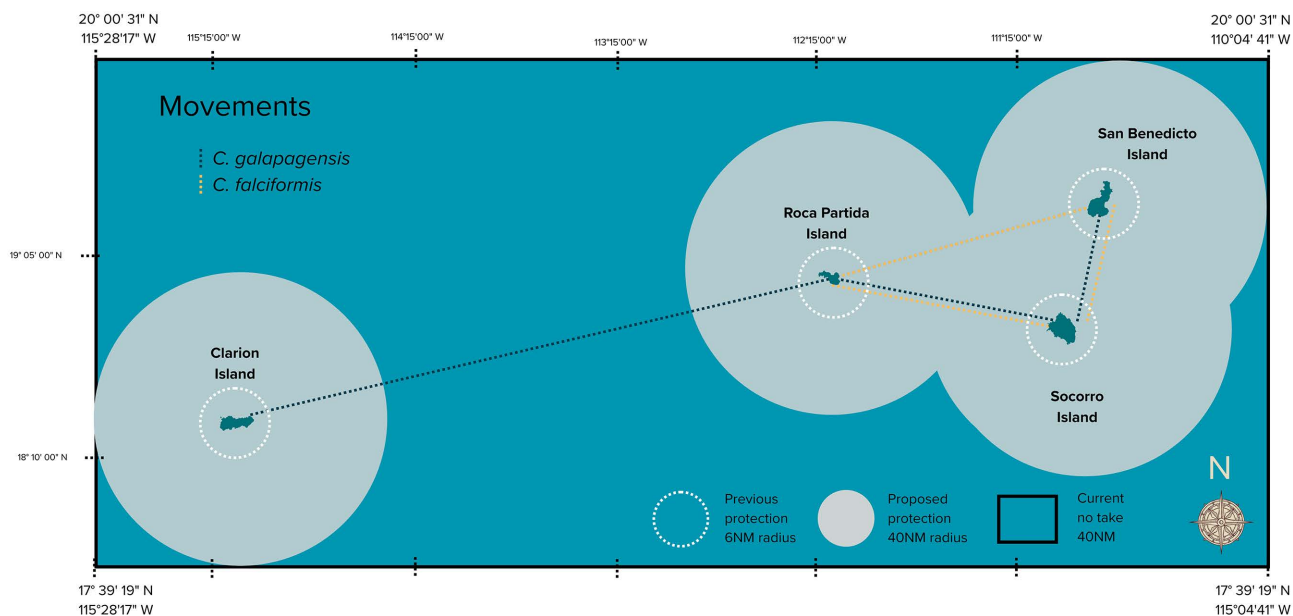 20° 00' 31" N
115°28'17" W
115°15'00" W
114°15'00" W
113°15'00" W
112°15'00" W
111°15'00" W
20° 00' 31" N
110°04' 41" W
Movements
C. galapagensis
C. falciformis
San Benedicto
Island
Roca Partida
Island
19° 05' 00" N
Clarion
Island
Socorro
Island
18° 10' 00" N
N
Previous
protection
6NM radius
Proposed
protection
40NM radius
Current
no take
40NM
17° 39' 19" N
115°28'17" W
17° 39' 19" N
115°04'41" W